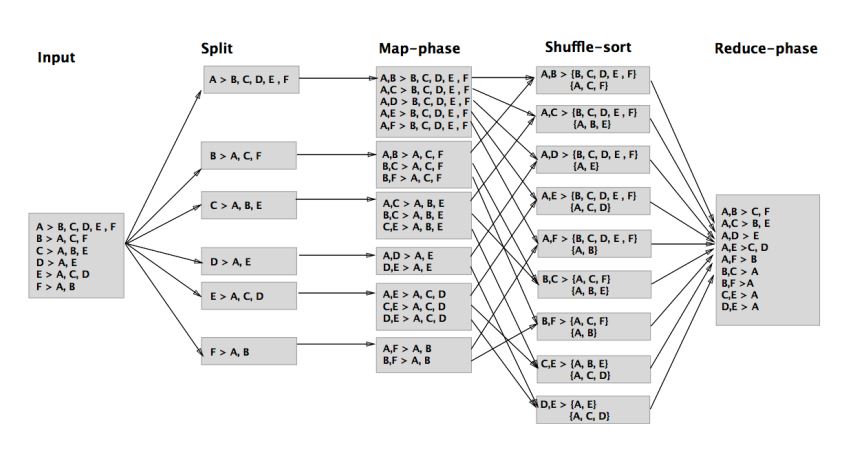 Input
A > B, C, D, E , F
B > A, C, F
C > A, B, E
D > A, E
E > A, C, D
F > A, B
Split
A > B, C, D, E , F
B > A, C, F
C > A, B, E
D > A, E
E > A, C, D
F > A, B
Map-phase
A,B > B, C, D, E , F
A,C > B, C, D, E , F
A,D > B, C, D, E , F
A,E > B, C, D, E , F
A,F > B, C, D, E , F
A,B > A, C, F
B,C > A, C, F
B,F > A, C, F
A,C > A, B, E
B,C > A, B, E
C,E > A, B, E
A,D > A, E
D,E > A, E
A,E > A, C, D
C,E > A, C, D
D,E > A, C, D
A,F > A, B
B,F > A, B
Shuffle-sort
A,B > {B, C, D, E , F}
{A, C, F}
A,C > {B, C, D, E , F}
{A, B, E}
A,D > {B, C, D, E , F}
{A, E}
A,E > {B, C, D, E , F}
{A, C, D}
A,F > {B, C, D, E , F}
{A, B}
B,C > {A, C, F}
{A, B, E}
B,F > {A, C, F}
{A, B}
C,E > {A, B, E}
{A, C, D}
D,E > {A, E}
{A, C, D}
Reduce-phase
A,B > C, F
A,C > B, E
A,D > E
A,E >C, D
A,F > B
B,C > A
B,F >A
C,E > A
D,E > A